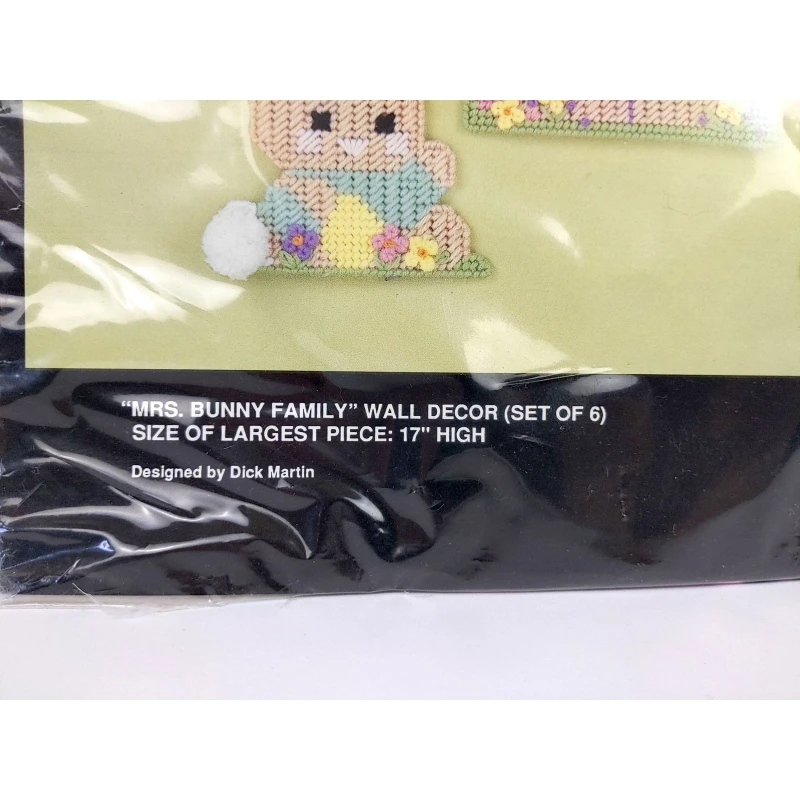 “MRS. BUNNY FAMILY” WALL DECOR (SET OF 6)
SIZE OF LARGEST PIECE: 17" HIGH
Designed by Dick Martin